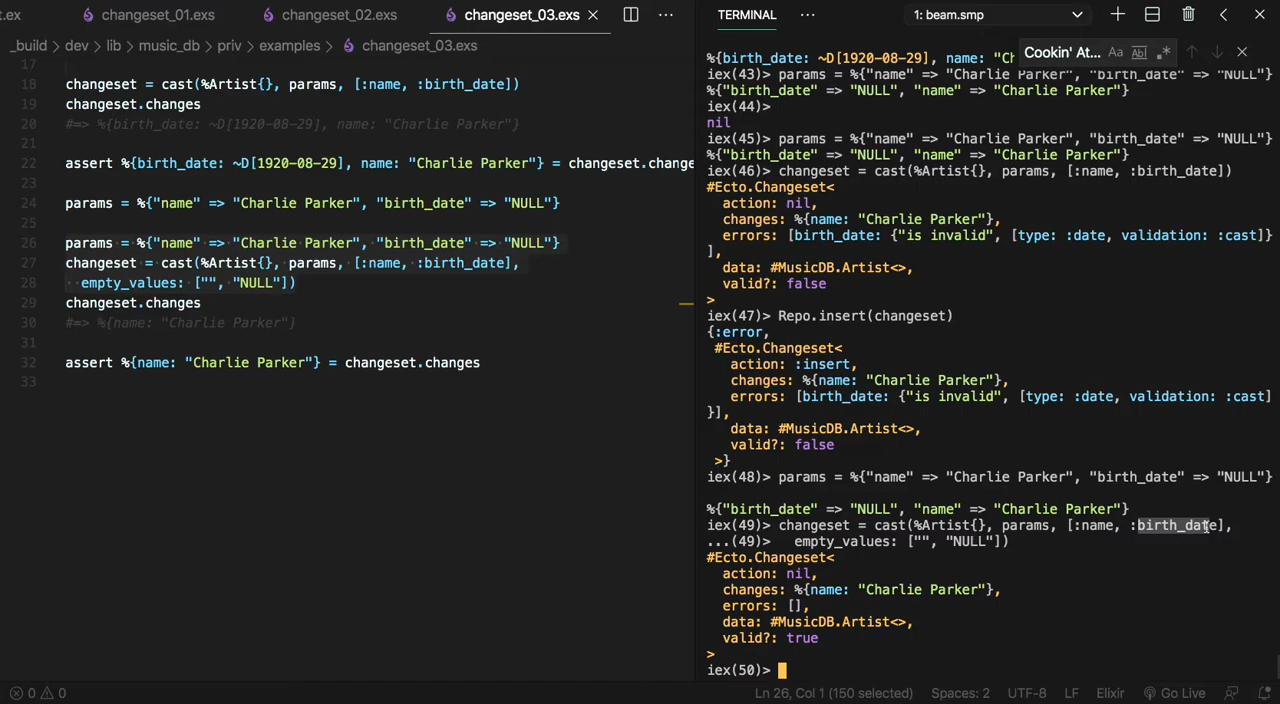 t.ex changeset_01.exs changeset_02.exs changeset_03.exs
_build > dev > lib > music_db > priv > examples > changeset_03.exs
17
18 changeset = cast(%Artist{}, params, [:name, :birth_date])
19 changeset.changes
20 #=> %{birth_date: ~D[1920-08-29], name: "Charlie Parker"}
21
22 assert %{birth_date: ~D[1920-08-29], name: "Charlie Parker"} = changeset.change
23
24 params = %{"name" => "Charlie Parker", "birth_date" => "NULL"}
25
26 params = %{"name" => "Charlie Parker", "birth_date" => "NULL"}
27 changeset = cast(%Artist{}, params, [:name, :birth_date],
28   empty_values: ["", "NULL"])
29 changeset.changes
30 #=> %{name: "Charlie Parker"}
31
32 assert %{name: "Charlie Parker"} = changeset.changes
33
TERMINAL ··· 1: beam.smp
Cookin' At... Aa Abl .*
%{birth_date: ~D[1920-08-29], name: "Ch
iex(43)> params = %{"name" => "Charlie Parker", "birth_date" => "NULL"}
%{"birth_date" => "NULL", "name" => "Charlie Parker"}
iex(44)>
nil
iex(45)> params = %{"name" => "Charlie Parker", "birth_date" => "NULL"}
%{"birth_date" => "NULL", "name" => "Charlie Parker"}
iex(46)> changeset = cast(%Artist{}, params, [:name, :birth_date])
#Ecto.Changeset<
  action: nil,
  changes: %{name: "Charlie Parker"},
  errors: [birth_date: {"is invalid", [type: :date, validation: :cast]}
],
  data: #MusicDB.Artist<>,
  valid?: false
>
iex(47)> Repo.insert(changeset)
{:error,
 #Ecto.Changeset<
   action: :insert,
   changes: %{name: "Charlie Parker"},
   errors: [birth_date: {"is invalid", [type: :date, validation: :cast]
}],
   data: #MusicDB.Artist<>,
   valid?: false
 >}
iex(48)> params = %{"name" => "Charlie Parker", "birth_date" => "NULL"}
%{"birth_date" => "NULL", "name" => "Charlie Parker"}
iex(49)> changeset = cast(%Artist{}, params, [:name, :birth_date],
...(49)>   empty_values: ["", "NULL"])
#Ecto.Changeset<
  action: nil,
  changes: %{name: "Charlie Parker"},
  errors: [],
  data: #MusicDB.Artist<>,
  valid?: true
>
iex(50)>
0 0 Ln 26, Col 1 (150 selected) Spaces: 2 UTF-8 LF Elixir Go Live